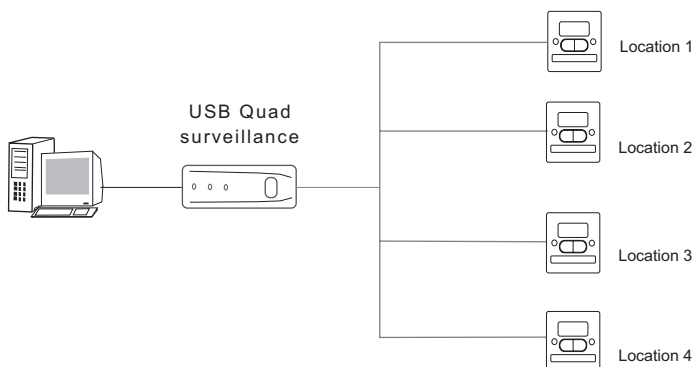 USB Quad
surveillance
Location 1
Location 2
Location 3
Location 4